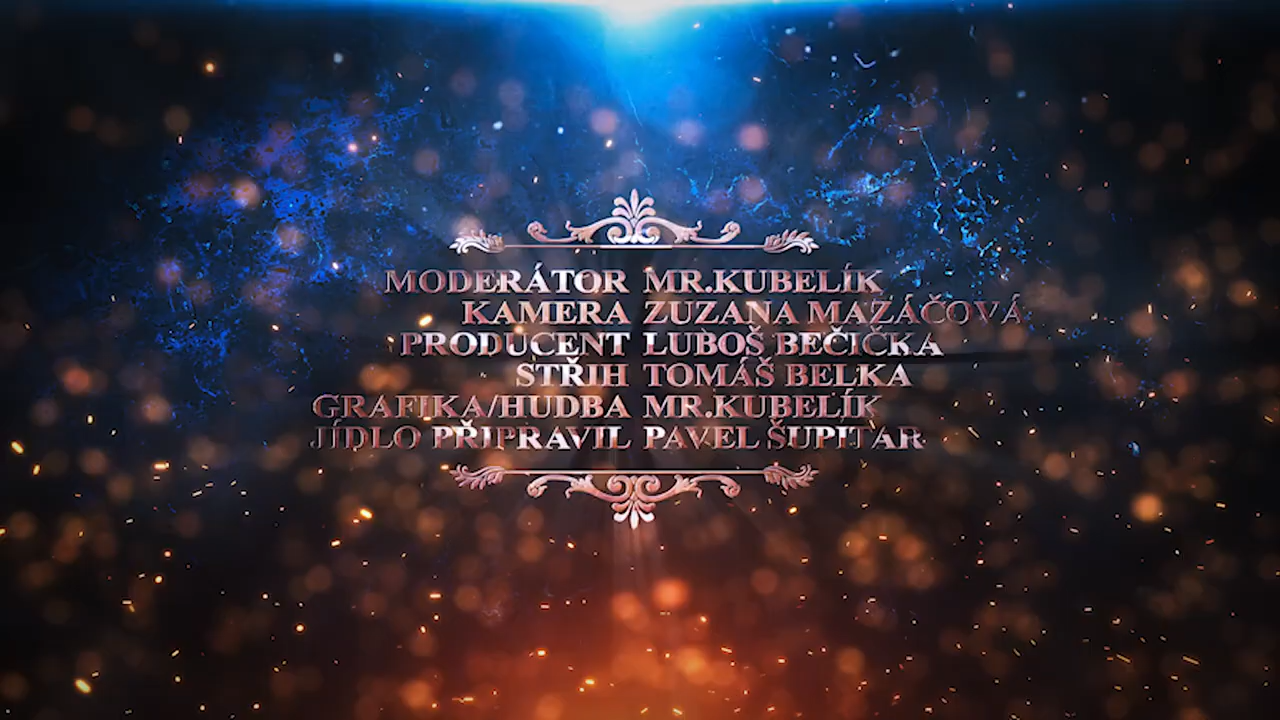 MODERÁTOR MR.KUBELÍK
KAMERA ZUZANA MAZÁČOVÁ
PRODUCENT LUBOŠ BEČIČKA
STŘIH TOMÁŠ BELKA
GRAFIKA/HUDBA MR.KUBELÍK
JÍDLO PŘIPRAVIL PAVEL ŠUPITAR